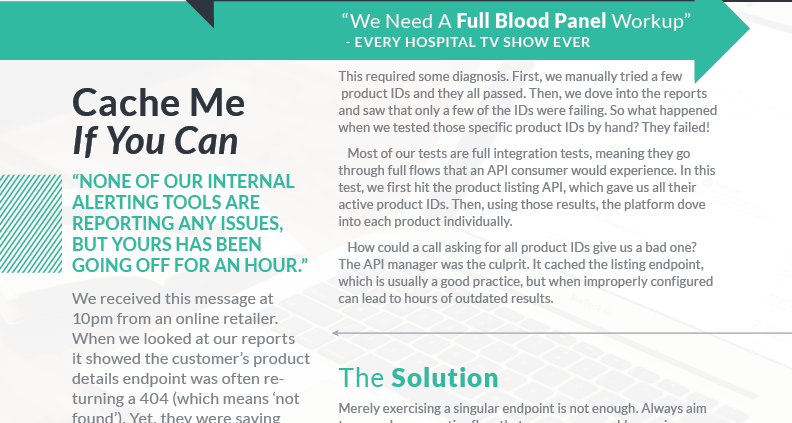 “We Need A Full Blood Panel Workup”
- EVERY HOSPITAL TV SHOW EVER
Cache Me
If You Can
“NONE OF OUR INTERNAL
ALERTING TOOLS ARE
REPORTING ANY ISSUES,
BUT YOURS HAS BEEN
GOING OFF FOR AN HOUR.”
We received this message at
10pm from an online retailer.
When we looked at our reports
it showed the customer’s product
details endpoint was often re-
turning a 404 (which means ‘not
found’). Yet, they were saying
This required some diagnosis. First, we manually tried a few
product IDs and they all passed. Then, we dove into the reports
and saw that only a few of the IDs were failing. So what happened
when we tested those specific product IDs by hand? They failed!
Most of our tests are full integration tests, meaning they go
through full flows that an API consumer would experience. In this
test, we first hit the product listing API, which gave us all their
active product IDs. Then, using those results, the platform dove
into each product individually.
How could a call asking for all product IDs give us a bad one?
The API manager was the culprit. It cached the listing endpoint,
which is usually a good practice, but when improperly configured
can lead to hours of outdated results.
The Solution
Merely exercising a singular endpoint is not enough. Always aim